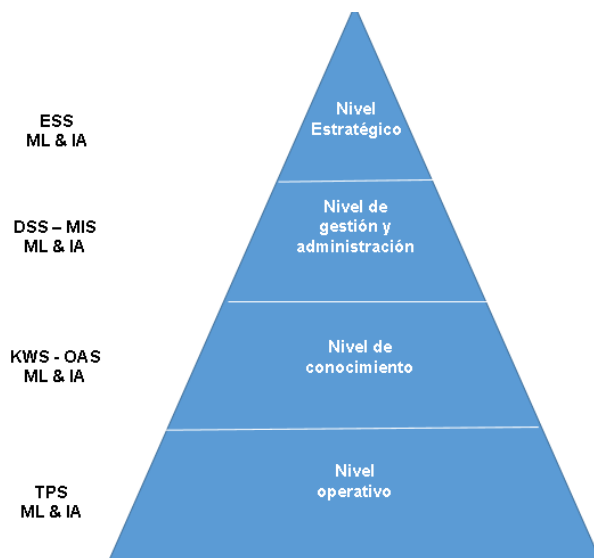 ESS
ML & IA
Nivel
Estratégico
DSS – MIS
ML & IA
Nivel de
gestión y
administración
KWS - OAS
ML & IA
Nivel de
conocimiento
TPS
ML & IA
Nivel
operativo